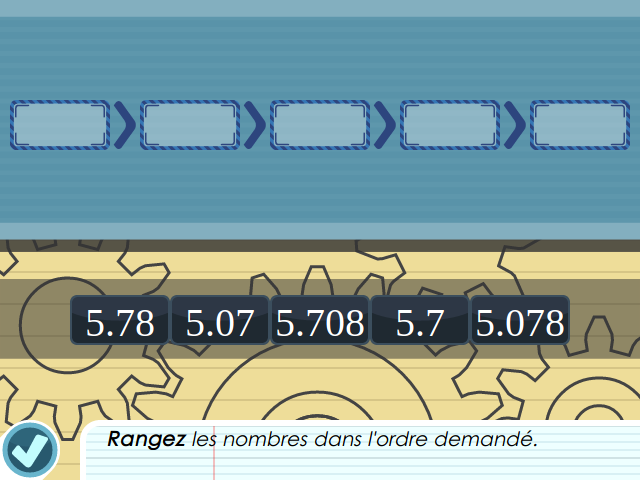 > > > >
5.78 5.07 5.708 5.7 5.078
Rangez les nombres dans l'ordre demandé.